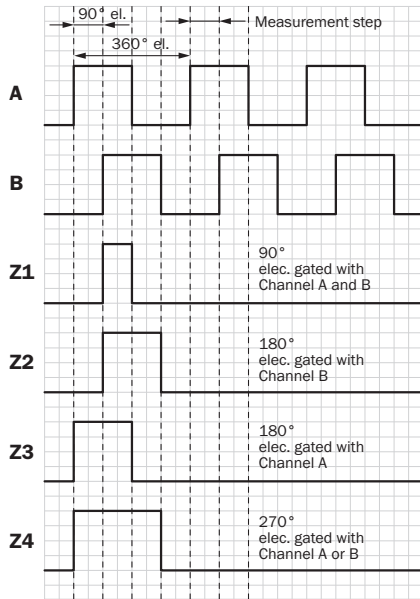 90° el.
Measurement step
360° el.
A
B
Z1
90°
elec. gated with
Channel A and B
Z2
180°
elec. gated with
Channel B
Z3
180°
elec. gated with
Channel A
Z4
270°
elec. gated with
Channel A or B